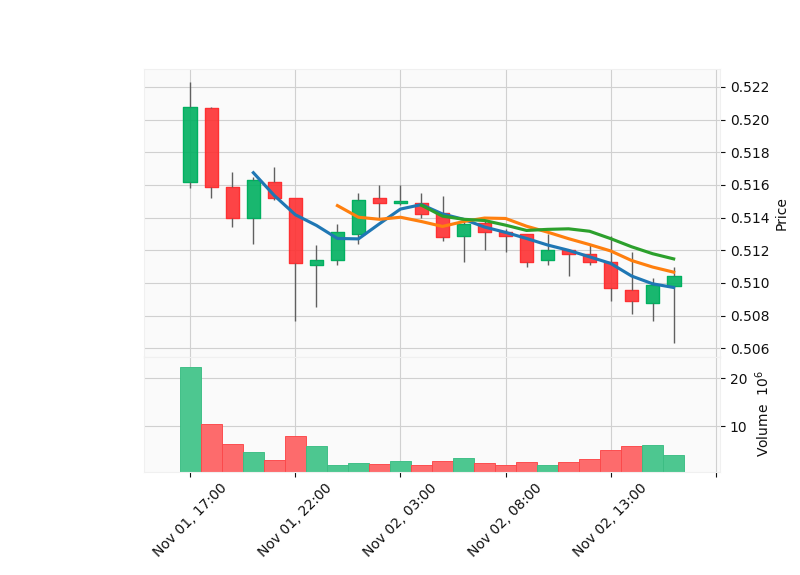 0.522
0.520
0.518
0.516
0.514
0.512
0.510
0.508
0.506
Price
20
10
Volume 10⁶
Nov 01, 17:00
Nov 01, 22:00
Nov 02, 03:00
Nov 02, 08:00
Nov 02, 13:00